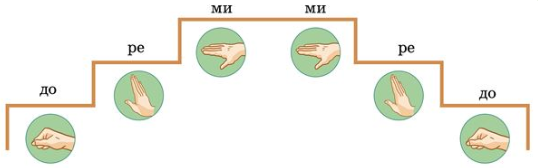 ми ми
ре ре
до до